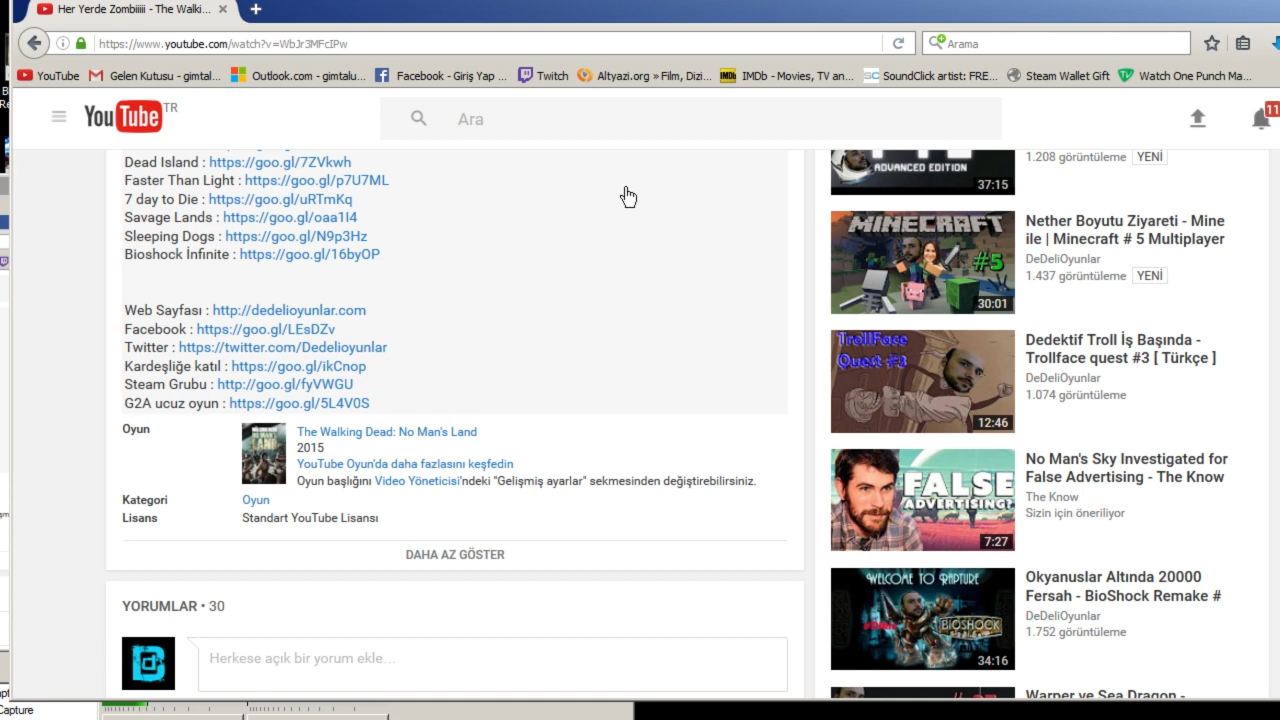 Her Yerde Zombiiiii - The Walki...
https://www.youtube.com/watch?v=WbJr3MFcIPw
Arama
YouTube
Gelen Kutusu - gimtal...
Outlook.com - gimtalu...
Facebook - Giriş Yap ...
Twitch
Altyazi.org » Film, Dizi...
IMDb - Movies, TV an...
SoundClick artist: FRE...
Steam Wallet Gift
Watch One Punch Ma...
YouTube TR
Ara
11
Dead Island : https://goo.gl/7ZVkwh
Faster Than Light : https://goo.gl/p7U7ML
7 day to Die : https://goo.gl/uRTmKq
Savage Lands : https://goo.gl/oaa1I4
Sleeping Dogs : https://goo.gl/N9p3Hz
Bioshock İnfinite : https://goo.gl/16byOP
Web Sayfası : http://dedelioyunlar.com
Facebook : https://goo.gl/LEsDZv
Twitter : https://twitter.com/Dedelioyunlar
Kardeşliğe katıl : https://goo.gl/ikCnop
Steam Grubu : http://goo.gl/fyVWGU
G2A ucuz oyun : https://goo.gl/5L4V0S
Oyun
The Walking Dead: No Man's Land
2015
YouTube Oyun'da daha fazlasını keşfedin
Oyun başlığını Video Yöneticisi'ndeki "Gelişmiş ayarlar" sekmesinden değiştirebilirsiniz.
Kategori Oyun
Lisans Standart YouTube Lisansı
DAHA AZ GÖSTER
YORUMLAR • 30
Herkese açık bir yorum ekle...
ADVANCED EDITION
37:15
1.208 görüntüleme YENİ
MINECRAFT
#5
30:01
Nether Boyutu Ziyareti - Mine
ile | Minecraft # 5 Multiplayer
DeDeliOyunlar
1.437 görüntüleme YENİ
TrollFace
Quest #3
12:46
Dedektif Troll İş Başında -
Trollface quest #3 [ Türkçe ]
DeDeliOyunlar
1.074 görüntüleme
FALSE
ADVERTISING?
7:27
No Man's Sky Investigated for
False Advertising - The Know
The Know
Sizin için öneriliyor
WELCOME TO RAPTURE
BIOSHOCK
34:16
Okyanuslar Altında 20000
Fersah - BioShock Remake #
DeDeliOyunlar
1.752 görüntüleme
Warper ve Sea Dragon -
Capture